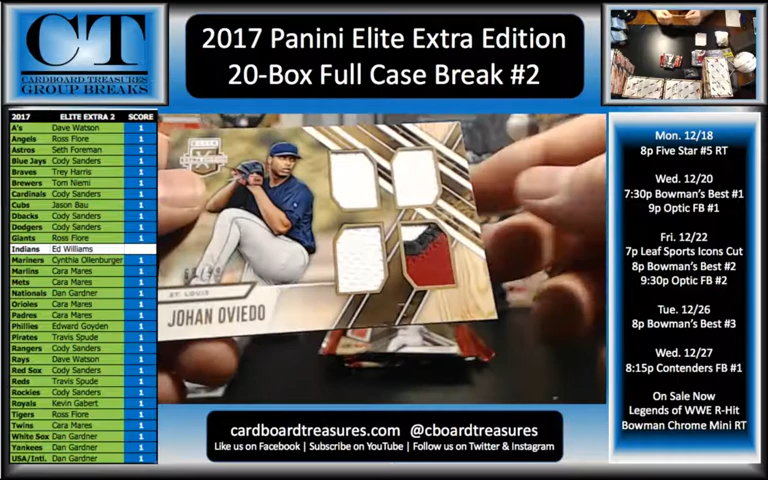 CT
CARDBOARD TREASURES
GROUP BREAKS
2017 Panini Elite Extra Edition
20-Box Full Case Break #2
2017 ELITE EXTRA 2 SCORE
A's Dave Watson 1
Angels Ross Flore 1
Astros Seth Foreman 1
Blue Jays Cody Sanders 1
Braves Trey Harris 1
Brewers Tom Niemi 1
Cardinals Cody Sanders 1
Cubs Jason Bau 1
Dbacks Cody Sanders 1
Dodgers Cody Sanders 1
Giants Ross Flore 1
Indians Ed Williams
Mariners Cynthia Ollenburger 1
Marlins Cara Mares 1
Mets Cara Mares 1
Nationals Dan Gardner 1
Orioles Cara Mares 1
Padres Cara Mares 1
Phillies Edward Goyden 1
Pirates Travis Spude 1
Rangers Cody Sanders 1
Rays Dave Watson 1
Red Sox Cody Sanders 1
Reds Travis Spude 1
Rockies Cody Sanders 1
Royals Kevin Gabert 1
Tigers Ross Flore 1
Twins Cara Mares 1
White Sox Dan Gardner 1
Yankees Dan Gardner 1
USA/Intl. Dan Gardner 1
EXTRA EDITION
ST. LOUIS
JOHAN OVIEDO
Mon. 12/18
8p Five Star #5 RT
Wed. 12/20
7:30p Bowman's Best #1
9p Optic FB #1
Fri. 12/22
7p Leaf Sports Icons Cut
8p Bowman's Best #2
9:30p Optic FB #2
Tue. 12/26
8p Bowman's Best #3
Wed. 12/27
8:15p Contenders FB #1
On Sale Now
Legends of WWE R-Hit
Bowman Chrome Mini RT
cardboardtreasures.com @cboardtreasures
Like us on Facebook | Subscribe on YouTube | Follow us on Twitter & Instagram